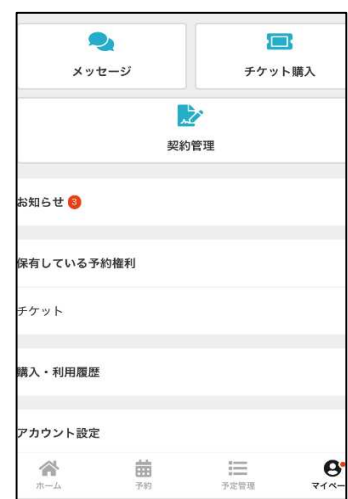 メッセージ
チケット購入
契約管理
お知らせ 3
保有している予約権利
チケット
購入・利用履歴
アカウント設定
ホーム
予約
予定管理
マイペー